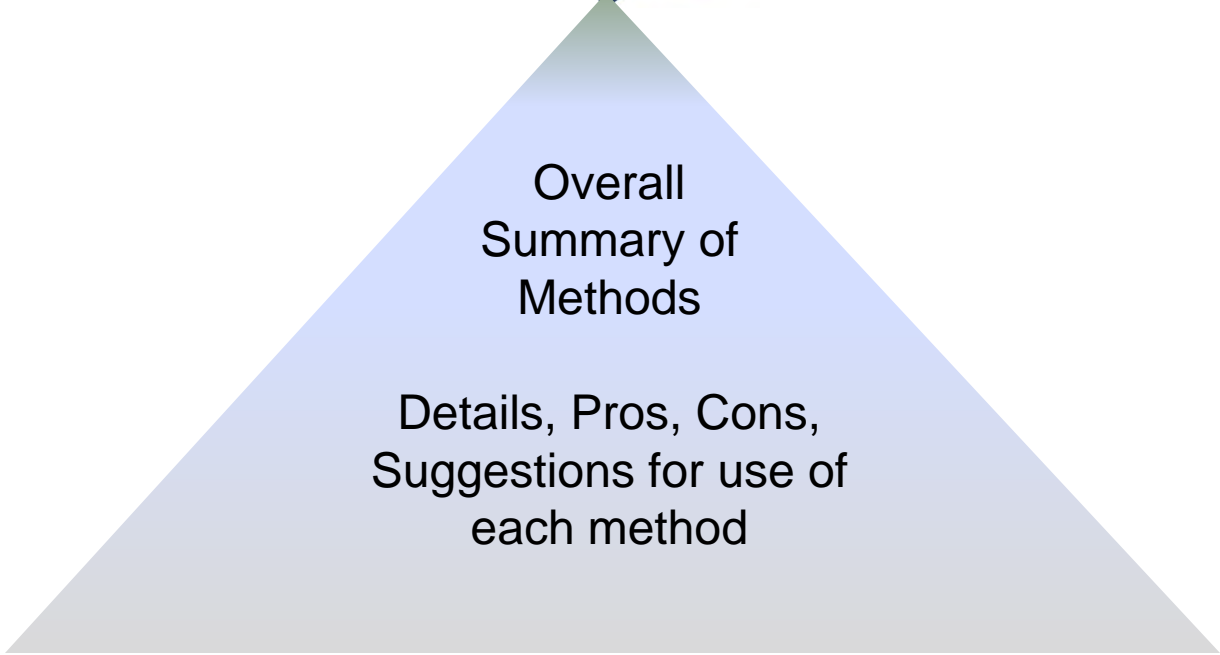 Overall
Summary of
Methods
Details, Pros, Cons,
Suggestions for use of
each method